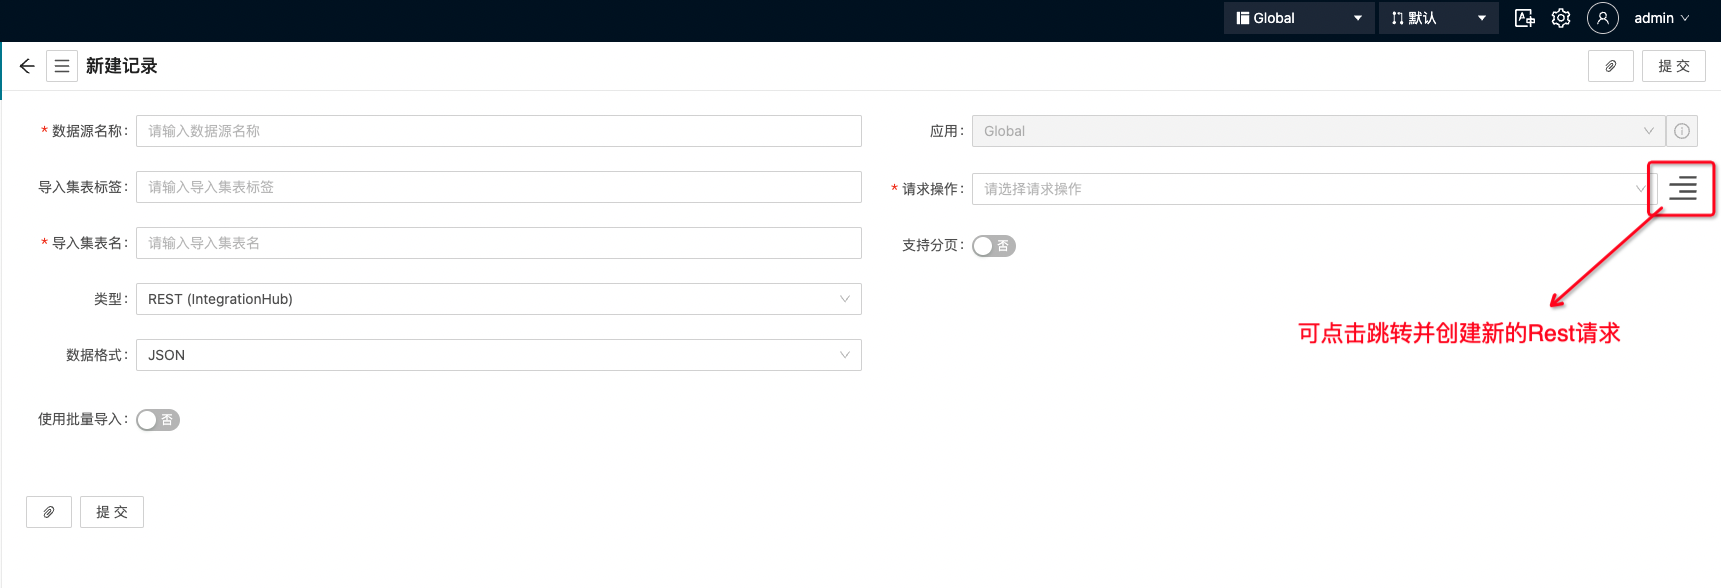 Global 默认 admin
新建记录 提 交
* 数据源名称： 请输入数据源名称
应用： Global
导入集表标签： 请输入导入集表标签
* 请求操作： 请选择请求操作
* 导入集表名： 请输入导入集表名
支持分页： 否
类型： REST (IntegrationHub)
可点击跳转并创建新的Rest请求
数据格式： JSON
使用批量导入： 否
提 交